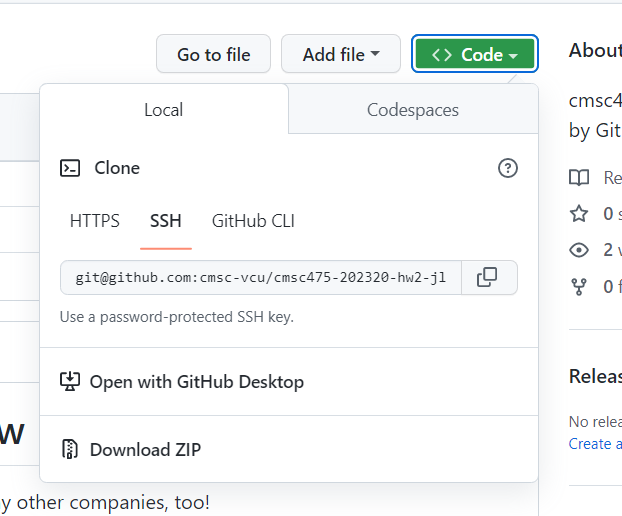 Go to file
Add file
Code
About
cmsc4
by Git
Local
Codespaces
Clone
HTTPS
SSH
GitHub CLI
git@github.com:cmsc-vcu/cmsc475-202320-hw2-jl
Use a password-protected SSH key.
Open with GitHub Desktop
Download ZIP
Re
0 s
2 w
0 f
Releas
No relea
Create a
w
y other companies, too!